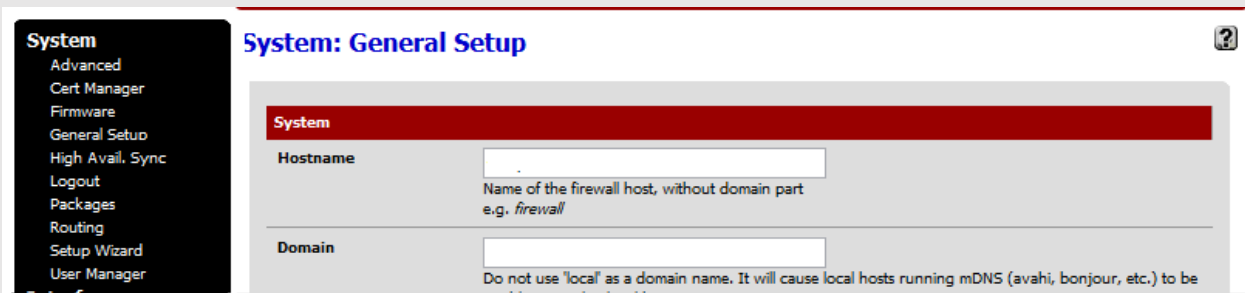 System
Advanced
Cert Manager
Firmware
General Setup
High Avail. Sync
Logout
Packages
Routing
Setup Wizard
User Manager
System: General Setup
?
System
Hostname
.
Name of the firewall host, without domain part
e.g. firewall
Domain
Do not use 'local' as a domain name. It will cause local hosts running mDNS (avahi, bonjour, etc.) to be